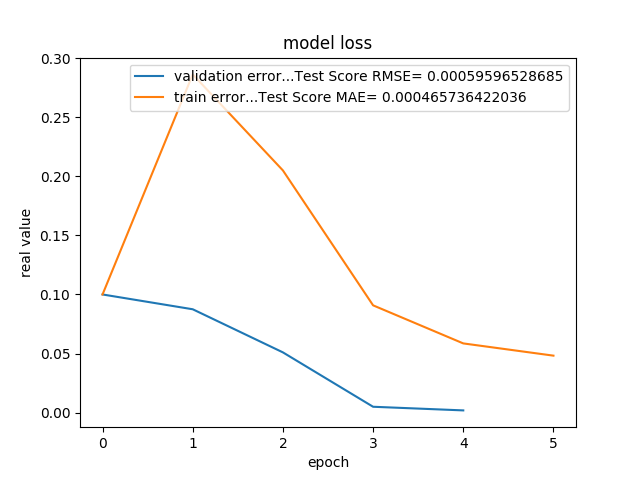 model loss
validation error...Test Score RMSE= 0.00059596528685
train error...Test Score MAE= 0.000465736422036
0.30
0.25
0.20
0.15
0.10
0.05
0.00
real value
0 1 2 3 4 5
epoch